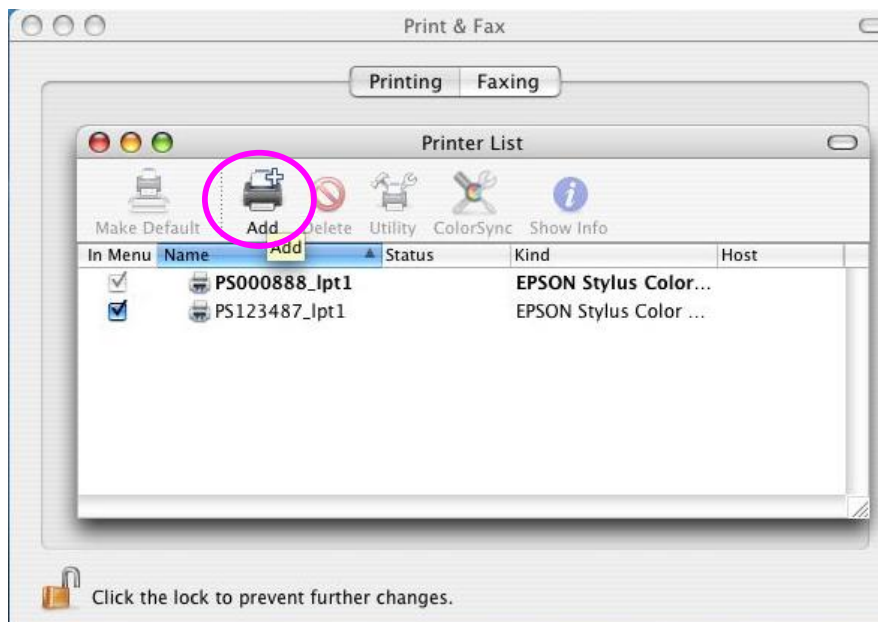 Print & Fax
Printing Faxing
Printer List
Make Default Add Delete Utility ColorSync Show Info
Add
In Menu Name Status Kind Host
PS000888_lpt1 EPSON Stylus Color...
PS123487_lpt1 EPSON Stylus Color ...
Click the lock to prevent further changes.